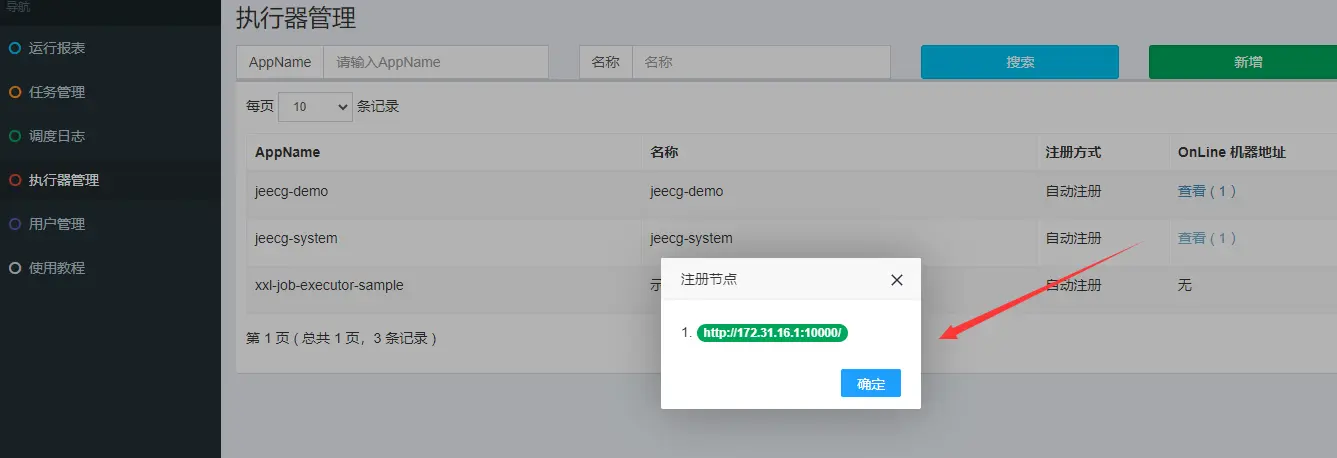 导航
运行报表
任务管理
调度日志
执行器管理
用户管理
使用教程
执行器管理
AppName 请输入AppName 名称 名称 搜索 新增
每页 10 条记录
AppName 名称 注册方式 OnLine 机器地址
jeecg-demo jeecg-demo 自动注册 查看 ( 1 )
jeecg-system jeecg-system 自动注册 查看 ( 1 )
xxl-job-executor-sample 示 自动注册 无
第 1 页 ( 总共 1 页，3 条记录 )
注册节点
1. http://172.31.16.1:10000/
确定